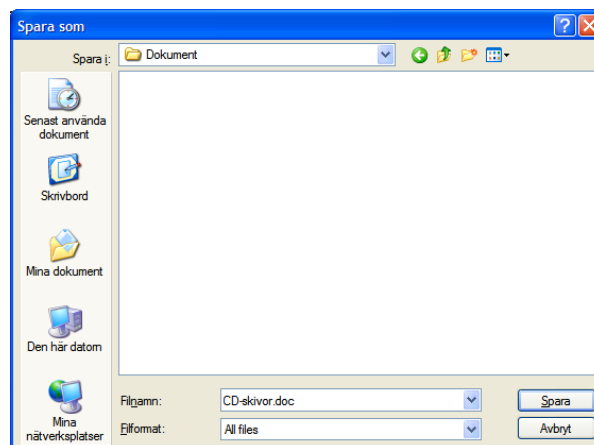 Spara som
Spara i:
Dokument
Senast använda
dokument
Skrivbord
Mina dokument
Den här datorn
Mina
nätverksplatser
Filnamn:
CD-skivor.doc
Spara
Filformat:
All files
Avbryt